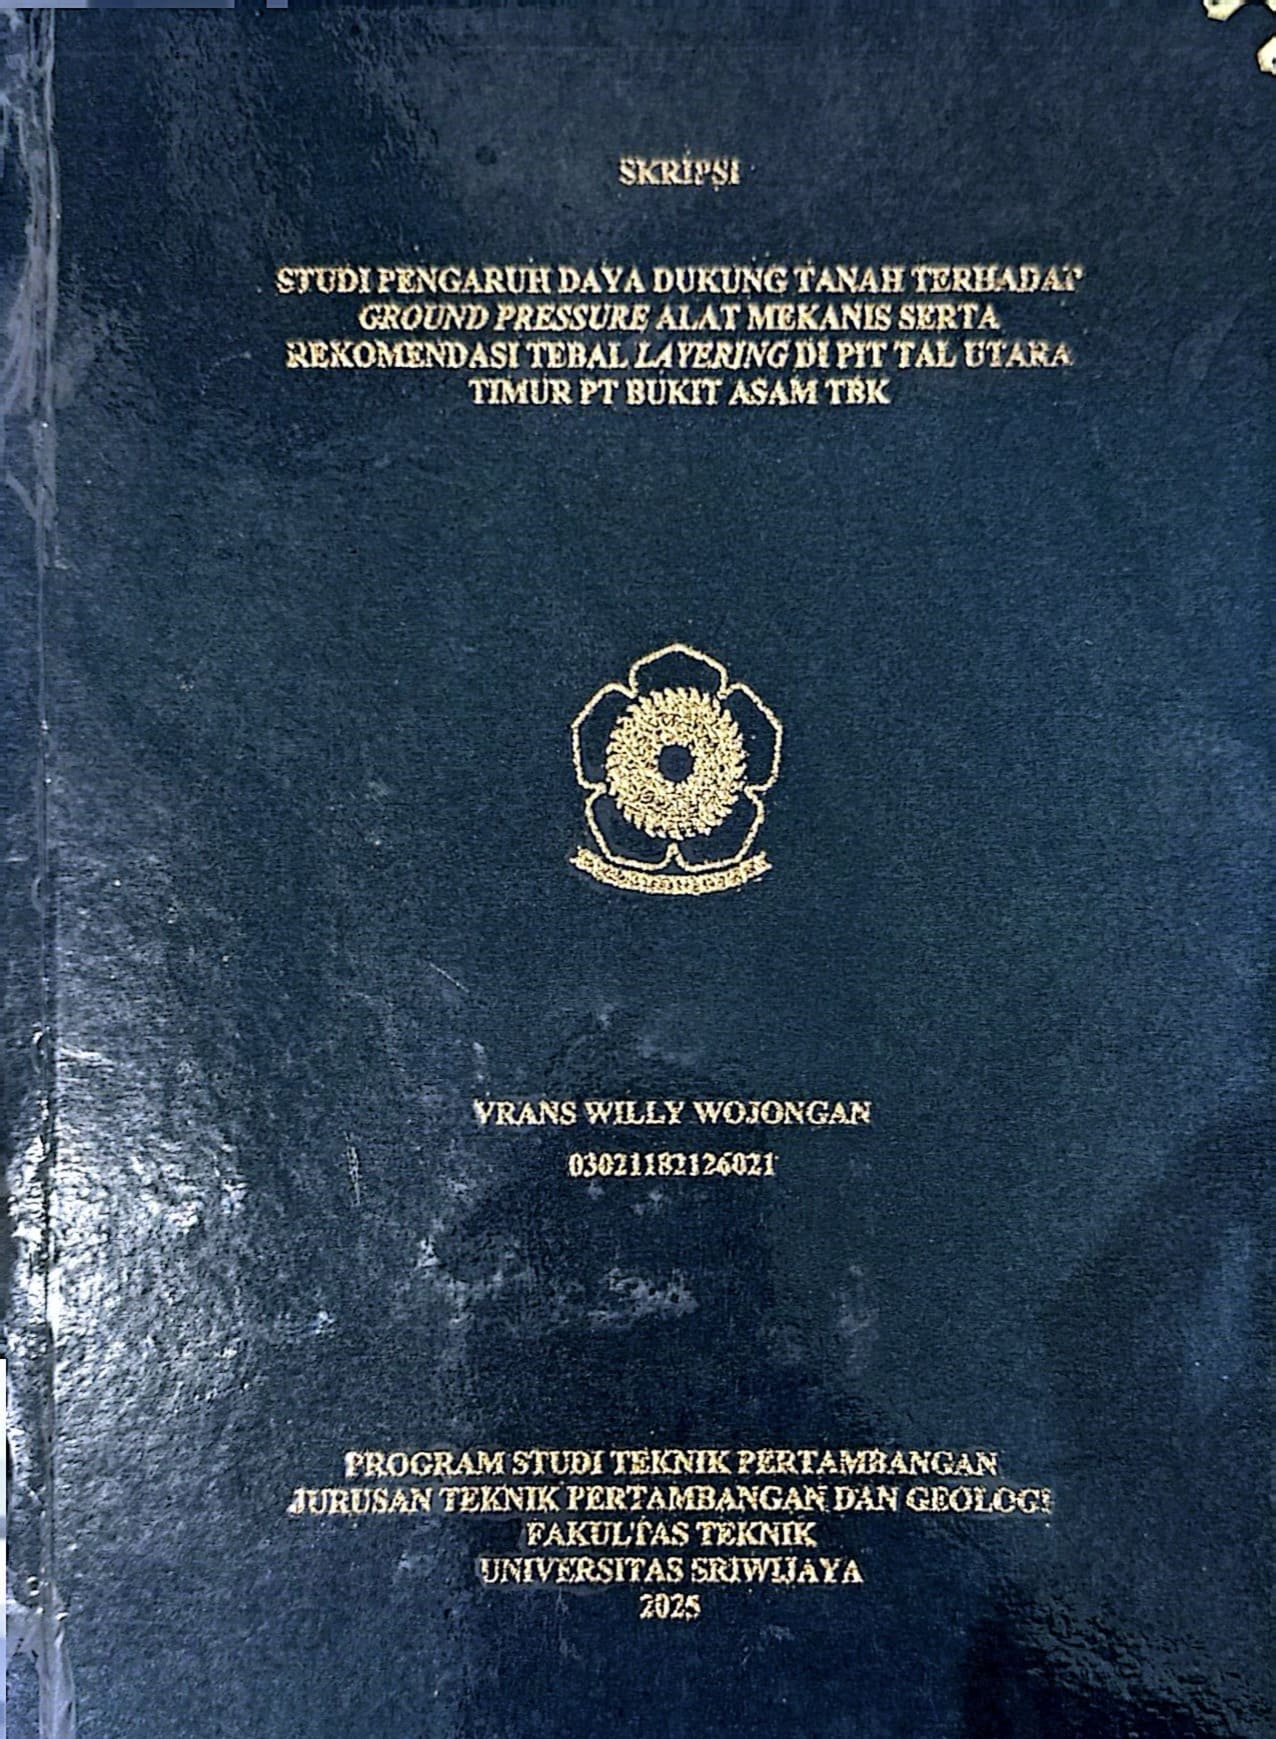 SKRIPSI
STUDI PENGARUH DAYA DUKUNG TANAH TERHADAP
GROUND PRESSURE ALAT MEKANIS SERTA
REKOMENDASI TEBAL LAYERING DI PIT TAL UTARA
TIMUR PT BUKIT ASAM TBK
VRANS WILLY WOJONGAN
03021182126021
PROGRAM STUDI TEKNIK PERTAMBANGAN
JURUSAN TEKNIK PERTAMBANGAN DAN GEOLOGI
FAKULTAS TEKNIK
UNIVERSITAS SRIWIJAYA
2025